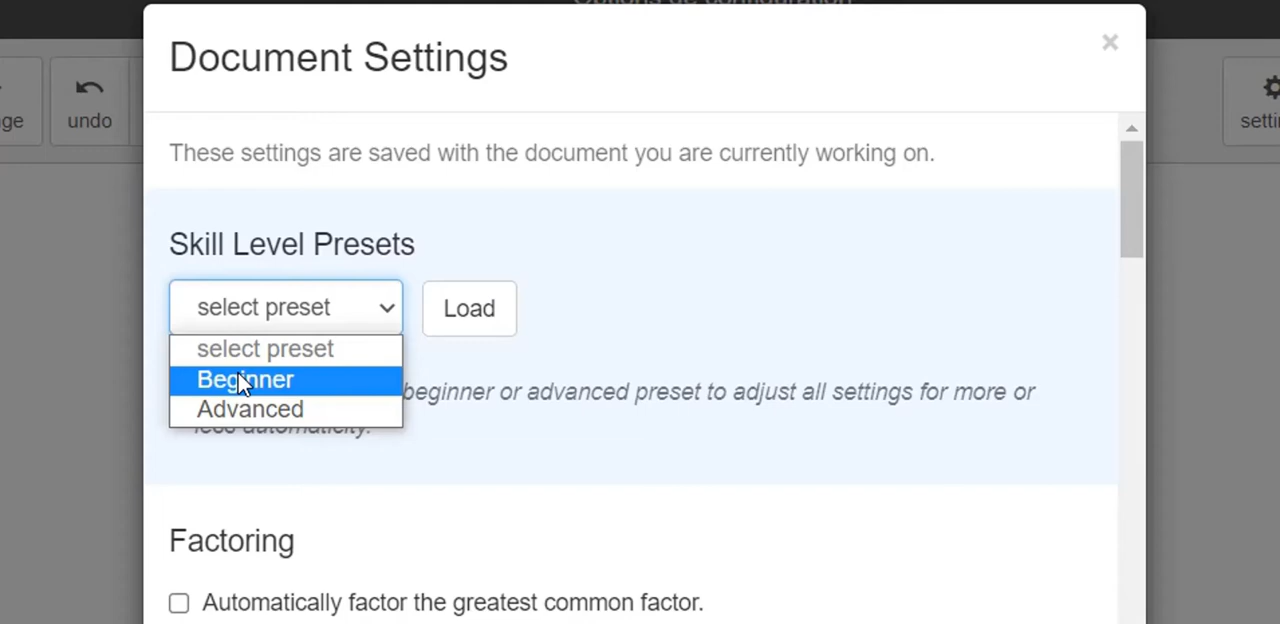 Document Settings
×
undo
These settings are saved with the document you are currently working on.
Skill Level Presets
select preset
Load
select preset
Beginner
Advanced
beginner or advanced preset to adjust all settings for more or
less automaticity.
Factoring
Automatically factor the greatest common factor.